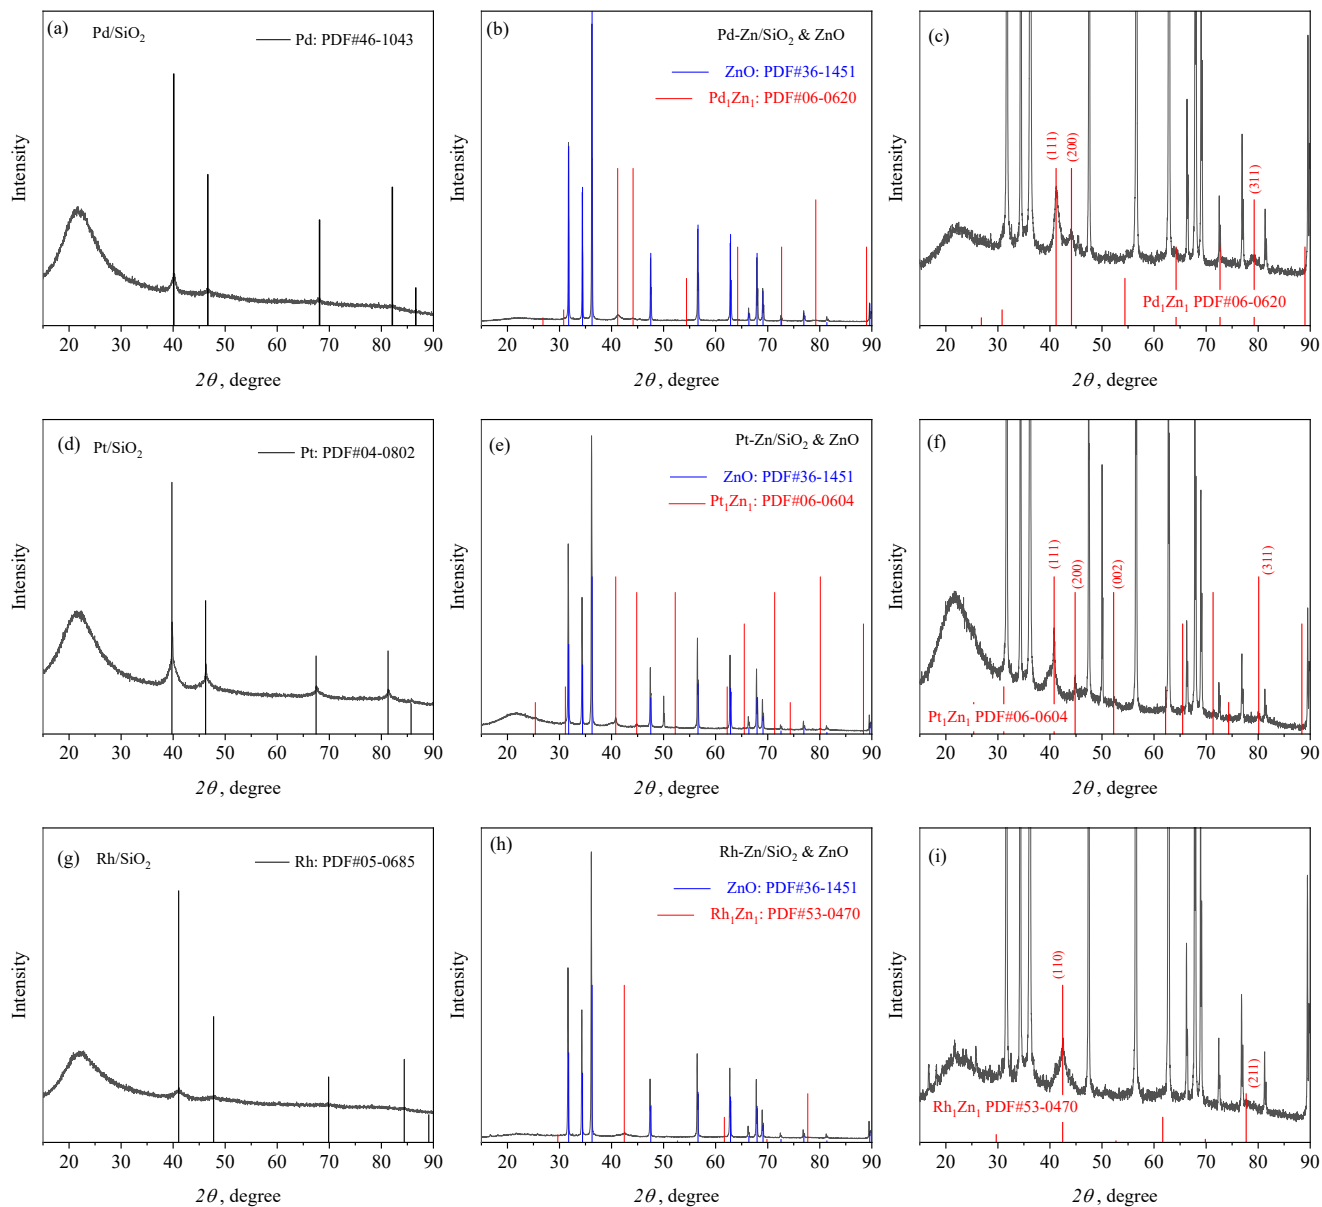 (a) Pd/SiO₂
Pd: PDF#46-1043
Intensity
20 30 40 50 60 70 80 90
2θ, degree
(b) Pd-Zn/SiO₂ & ZnO
ZnO: PDF#36-1451
Pd₁Zn₁: PDF#06-0620
Intensity
20 30 40 50 60 70 80 90
2θ, degree
(c)
(111) (200) (311)
Pd₁Zn₁ PDF#06-0620
Intensity
20 30 40 50 60 70 80 90
2θ, degree
(d) Pt/SiO₂
Pt: PDF#04-0802
Intensity
20 30 40 50 60 70 80 90
2θ, degree
(e) Pt-Zn/SiO₂ & ZnO
ZnO: PDF#36-1451
Pt₁Zn₁: PDF#06-0604
Intensity
20 30 40 50 60 70 80 90
2θ, degree
(f)
(111) (200) (002) (311)
Pt₁Zn₁ PDF#06-0604
Intensity
20 30 40 50 60 70 80 90
2θ, degree
(g) Rh/SiO₂
Rh: PDF#05-0685
Intensity
20 30 40 50 60 70 80 90
2θ, degree
(h) Rh-Zn/SiO₂ & ZnO
ZnO: PDF#36-1451
Rh₁Zn₁: PDF#53-0470
Intensity
20 30 40 50 60 70 80 90
2θ, degree
(i)
(110) (211)
Rh₁Zn₁ PDF#53-0470
Intensity
20 30 40 50 60 70 80 90
2θ, degree